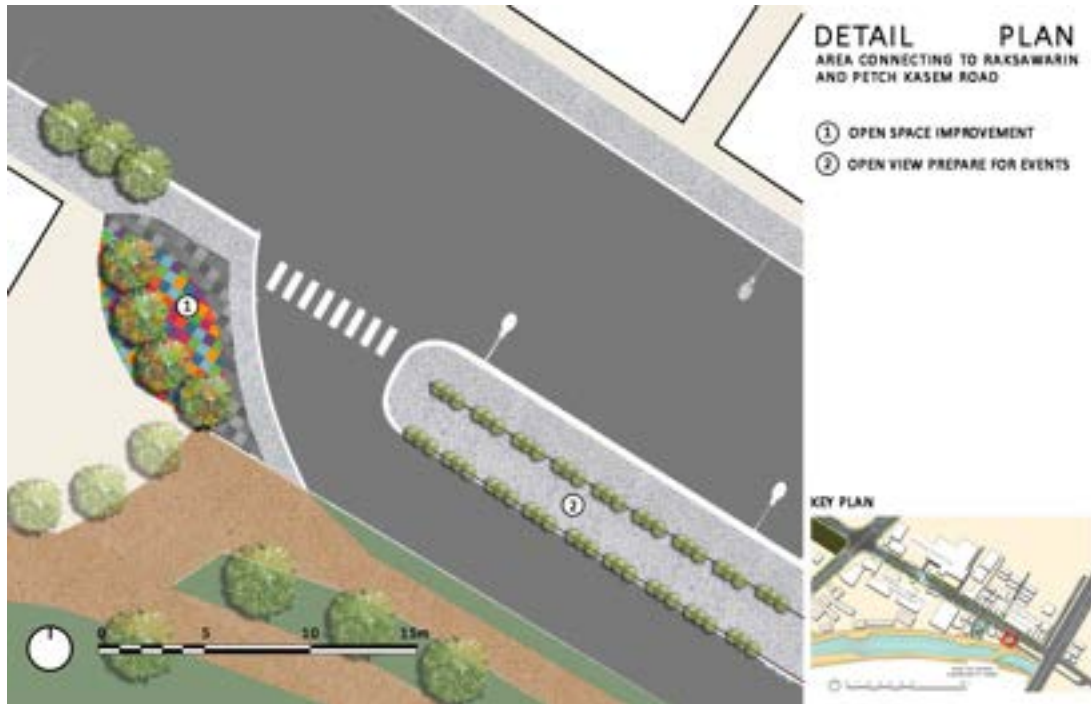 DETAIL PLAN
AREA CONNECTING TO RAKSAWARIN
AND PETCH KASEM ROAD
1 OPEN SPACE IMPROVEMENT
2 OPEN VIEW PREPARE FOR EVENTS
1
2
0 5 10 15m
KEY PLAN